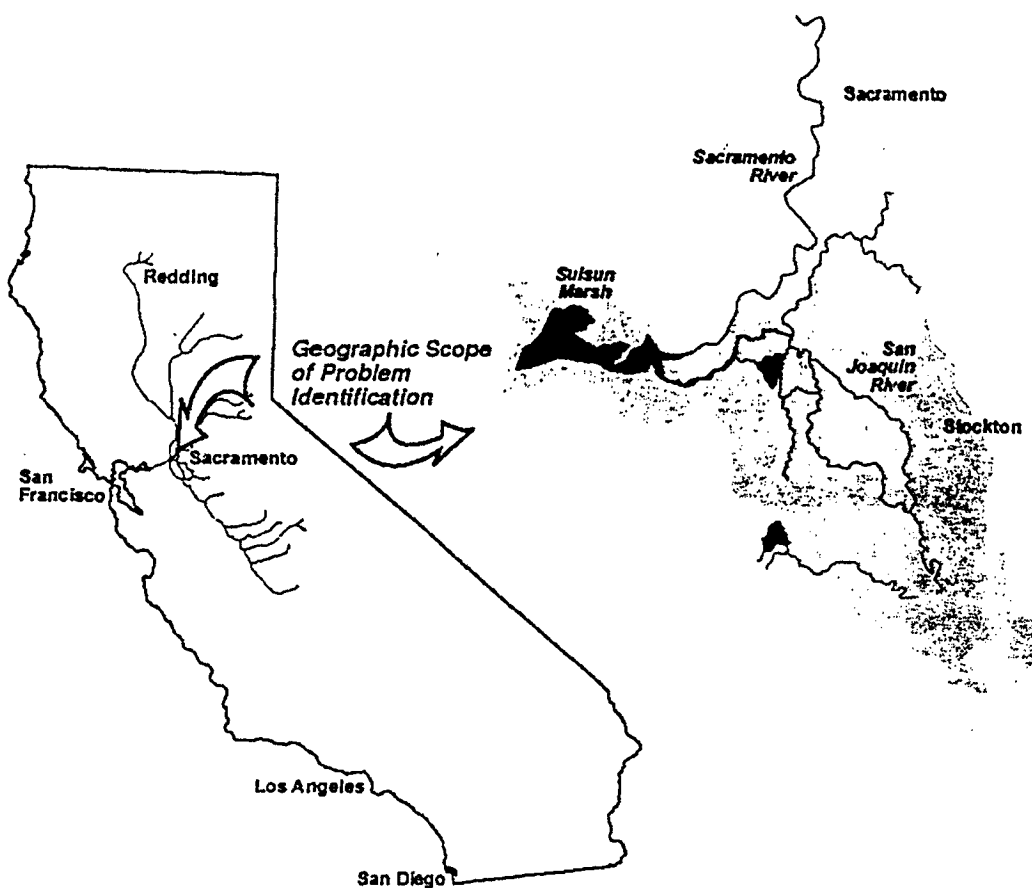 Redding
Geographic Scope
of Problem
Identification
Sacramento
San
Francisco
Los Angeles
San Diego
Sacramento
Sacramento
River
Suisun
Marsh
San
Joaquin
River
Stockton